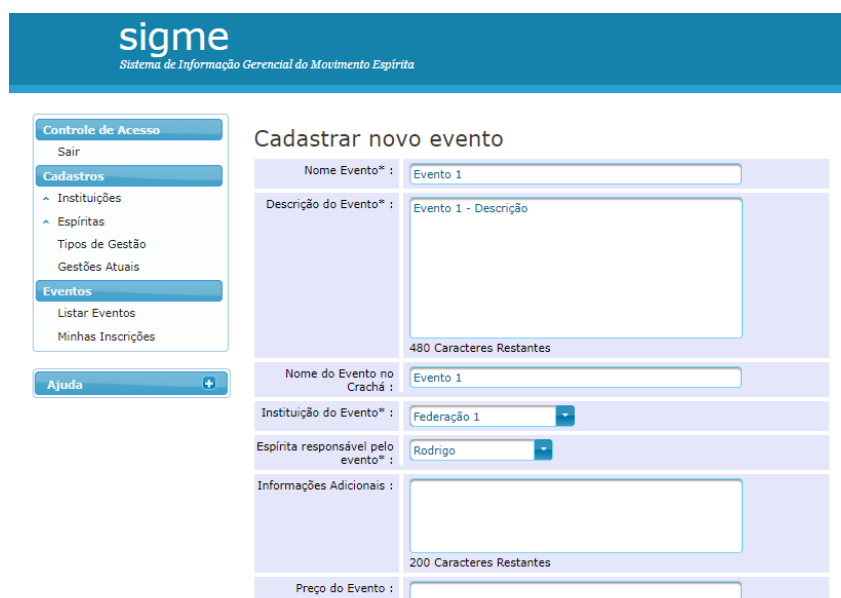 sigme
Sistema de Informação Gerencial do Movimento Espírita
Controle de Acesso
Sair
Cadastros
Instituições
Espíritas
Tipos de Gestão
Gestões Atuais
Eventos
Listar Eventos
Minhas Inscrições
Ajuda
Cadastrar novo evento
Nome Evento* :
Evento 1
Descrição do Evento* :
Evento 1 - Descrição
480 Caracteres Restantes
Nome do Evento no
Crachá :
Evento 1
Instituição do Evento* :
Federação 1
Espírita responsável pelo
evento* :
Rodrigo
Informações Adicionais :
200 Caracteres Restantes
Preço do Evento :